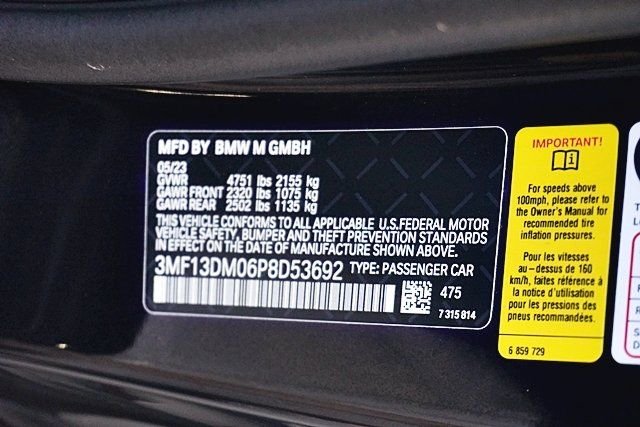 MFD BY BMW M GMBH
05/23
GVWR 4751 lbs 2155 kg
GAWR FRONT 2320 lbs 1075 kg
GAWR REAR 2502 lbs 1135 kg
THIS VEHICLE CONFORMS TO ALL APPLICABLE U.S.FEDERAL MOTOR
VEHICLE SAFETY, BUMPER AND THEFT PREVENTION STANDARDS
IN EFFECT ON THE DATE OF MANUFACTURE SHOWN ABOVE.
3MF13DM06P8D53692 TYPE: PASSENGER CAR
475
7 315 814
IMPORTANT!
For speeds above
100mph, please refer to
the Owner's Manual for
recommended tire
inflation pressures.
Pour les vitesses
au-dessus de 160
km/h, faites référence à
la notice d'utilisation
pour les pressions des
pneus recommandées.
6 859 729